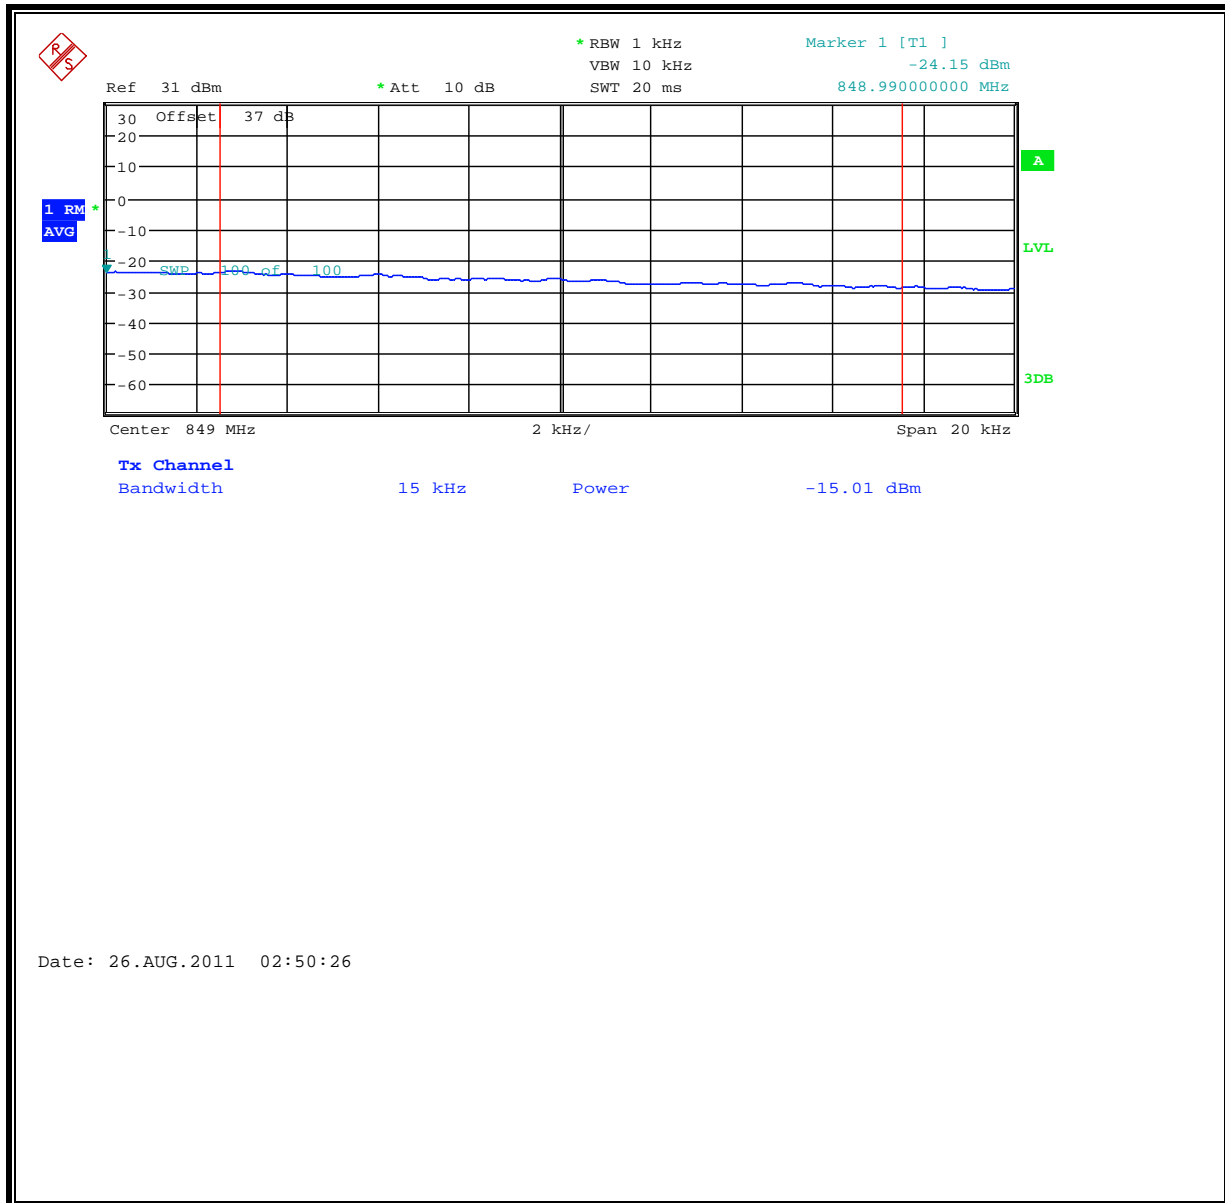 R S
* RBW 1 kHz Marker 1 [T1 ]
VBW 10 kHz -24.15 dBm
Ref 31 dBm * Att 10 dB SWT 20 ms 848.990000000 MHz
30 Offset 37 dB
20
10
A
0
1 RM *
AVG
-10
LVL
1
-20
SWP 100 of 100
-30
-40
-50
-60
3DB
Center 849 MHz 2 kHz/ Span 20 kHz
Tx Channel
Bandwidth 15 kHz Power -15.01 dBm
Date: 26.AUG.2011 02:50:26